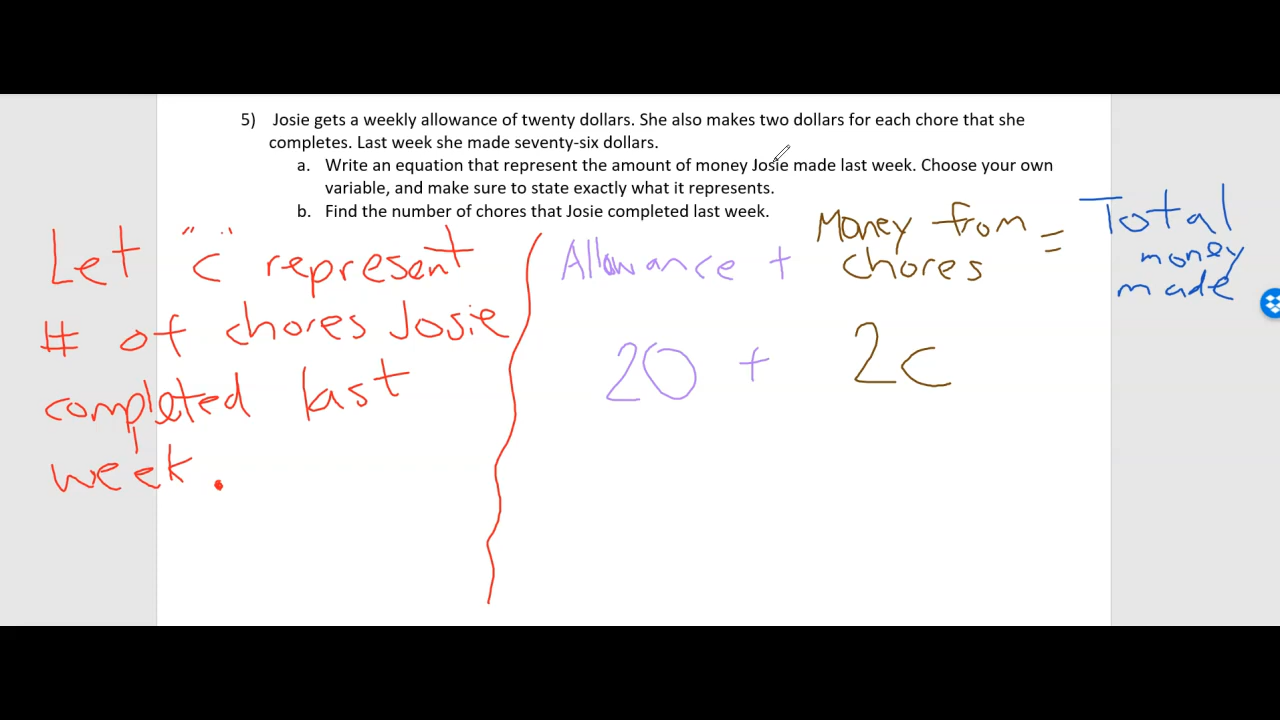 5) Josie gets a weekly allowance of twenty dollars. She also makes two dollars for each chore that she
completes. Last week she made seventy-six dollars.
a. Write an equation that represent the amount of money Josie made last week. Choose your own
variable, and make sure to state exactly what it represents.
b. Find the number of chores that Josie completed last week.
Let "c" represent
# of chores Josie
completed last
week.
Allowance + Money from chores = Total money made
20 + 2c